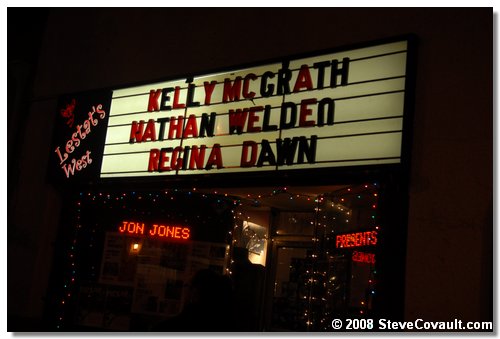 KELLY MCGRATH
NATHAN WELDEN
REGINA DAWN
Lestat's
West
JON JONES
PRESENTS
© 2008 SteveCovault.com